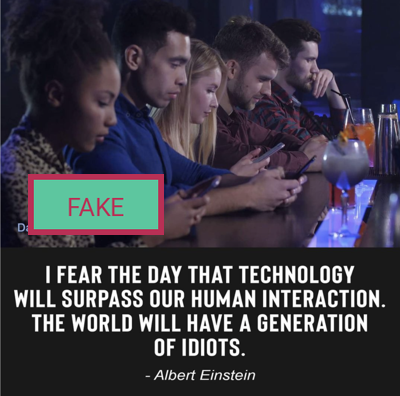 FAKE
Da
I FEAR THE DAY THAT TECHNOLOGY
WILL SURPASS OUR HUMAN INTERACTION.
THE WORLD WILL HAVE A GENERATION
OF IDIOTS.
- Albert Einstein